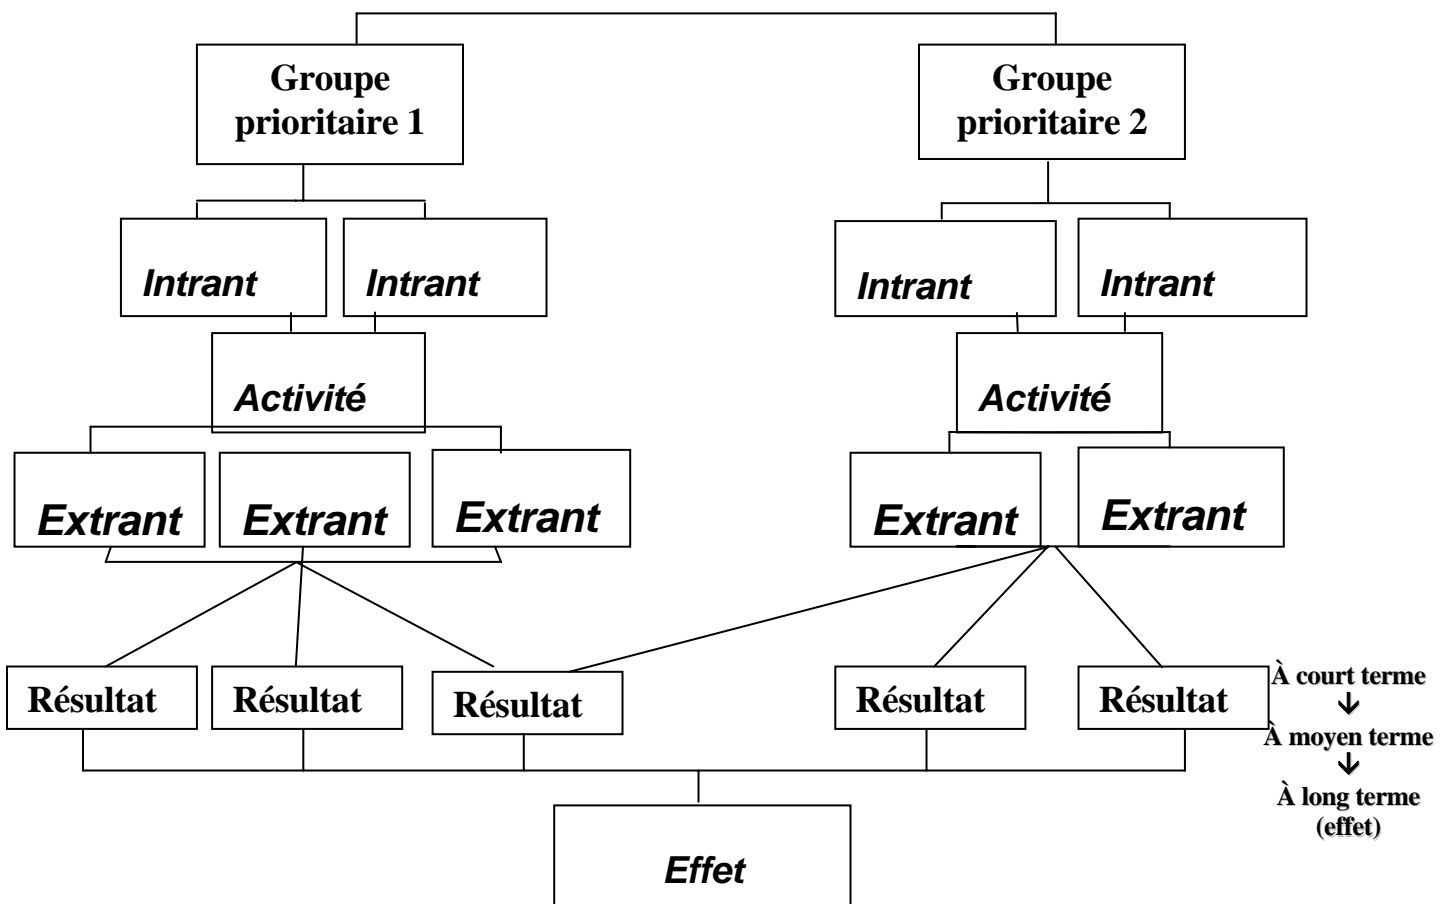 Groupe
prioritaire 1
Groupe
prioritaire 2
Intrant
Intrant
Intrant
Intrant
Activité
Activité
Extrant
Extrant
Extrant
Extrant
Extrant
Résultat
Résultat
Résultat
Résultat
Résultat
À court terme
↓
À moyen terme
↓
À long terme
(effet)
Effet